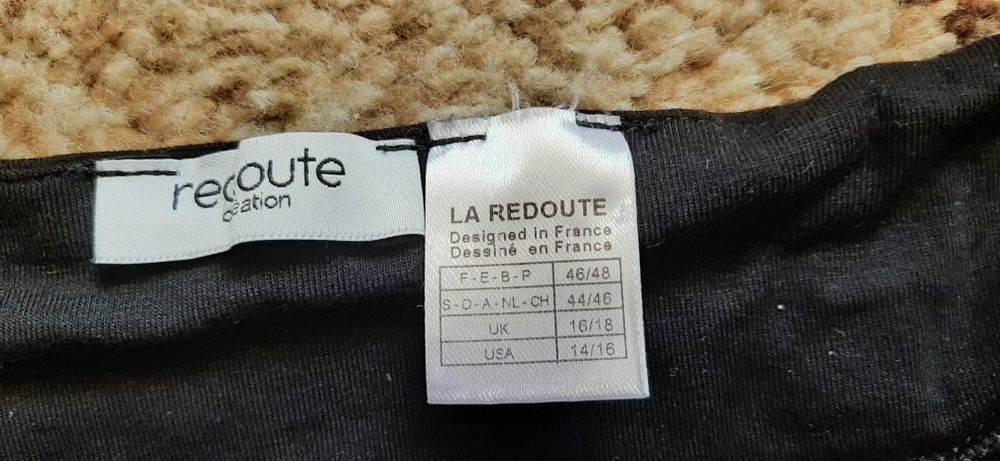 redoute
création
LA REDOUTE
Designed in France
Dessiné en France
F-E-B-P 46/48
S-D-A-NL-CH 44/46
UK 16/18
USA 14/16